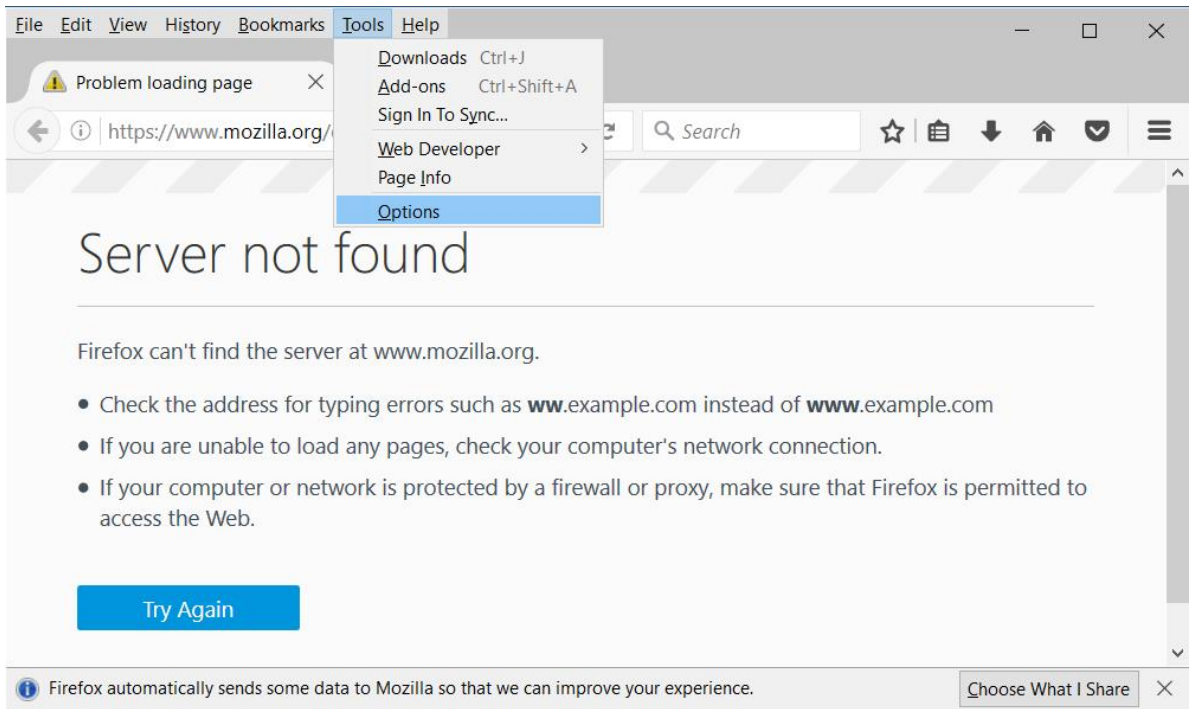 File Edit View History Bookmarks Tools Help
Downloads Ctrl+J
Add-ons Ctrl+Shift+A
Sign In To Sync...
Web Developer
Page Info
Options
Problem loading page
https://www.mozilla.org/
Search
Server not found
Firefox can't find the server at www.mozilla.org.
• Check the address for typing errors such as ww.example.com instead of www.example.com
• If you are unable to load any pages, check your computer's network connection.
• If your computer or network is protected by a firewall or proxy, make sure that Firefox is permitted to
access the Web.
Try Again
Firefox automatically sends some data to Mozilla so that we can improve your experience.
Choose What I Share